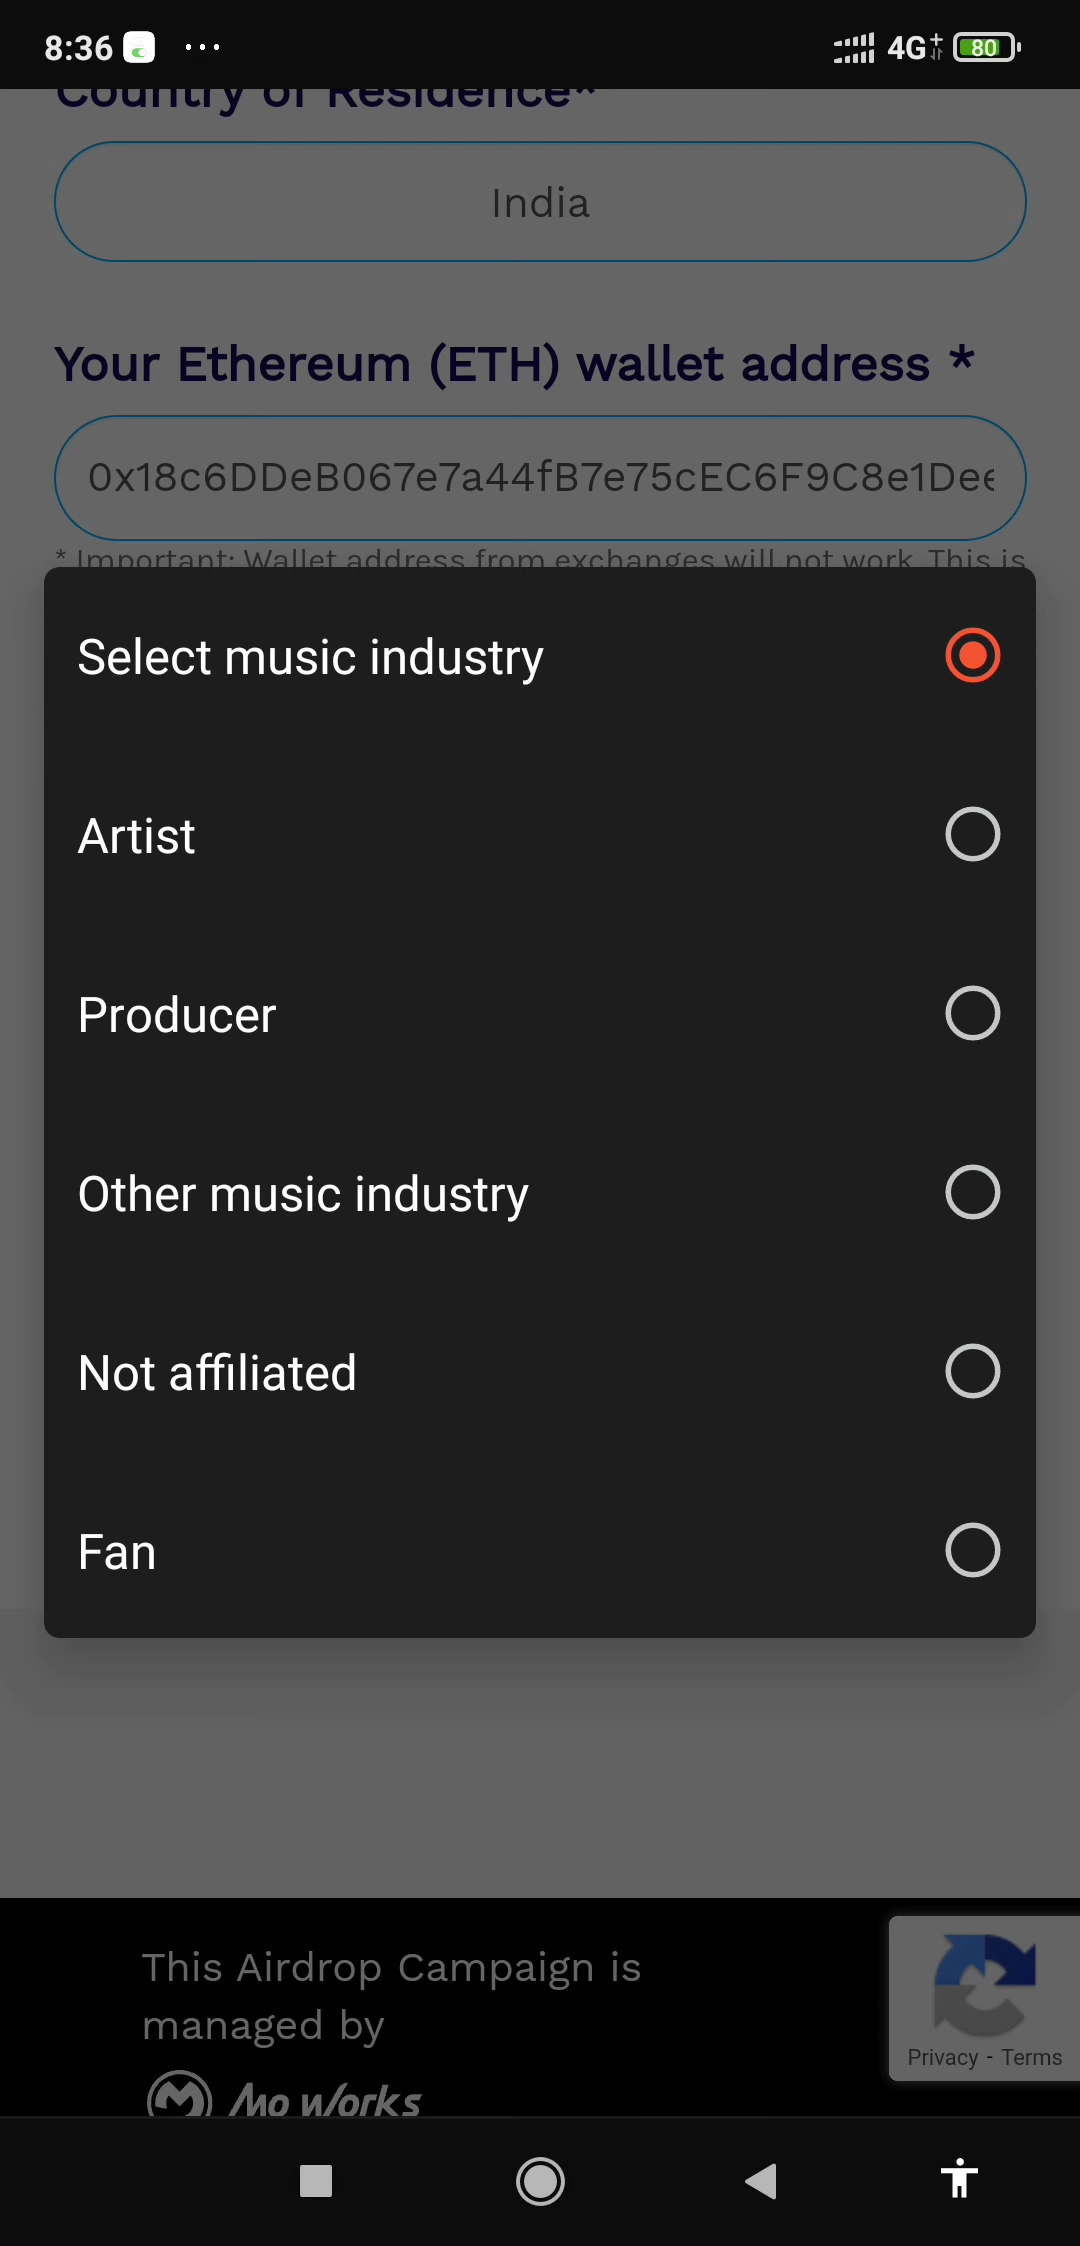 8:36
4G
80
Country of Residence*
India
Your Ethereum (ETH) wallet address *
0x18c6DDeB067e7a44fB7e75cEC6F9C8e1Dee
* Important: Wallet address from exchanges will not work. This is
Select music industry
Artist
Producer
Other music industry
Not affiliated
Fan
This Airdrop Campaign is
managed by
Mo Works
Privacy - Terms